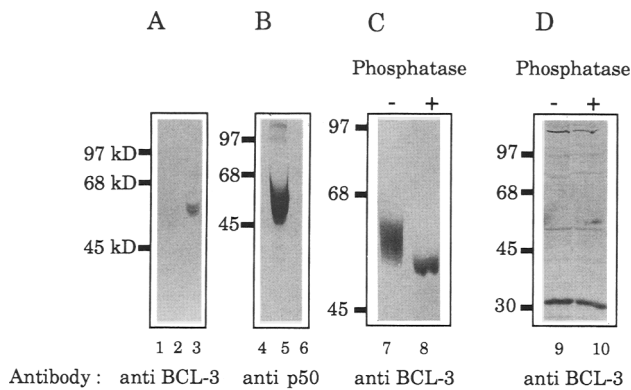 A B C D
Phosphatase Phosphatase
- + - +
97 kD
68 kD
45 kD
97
68
45
97
68
45
97
68
45
30
1 2 3 4 5 6 7 8 9 10
Antibody : anti BCL-3 anti p50 anti BCL-3 anti BCL-3